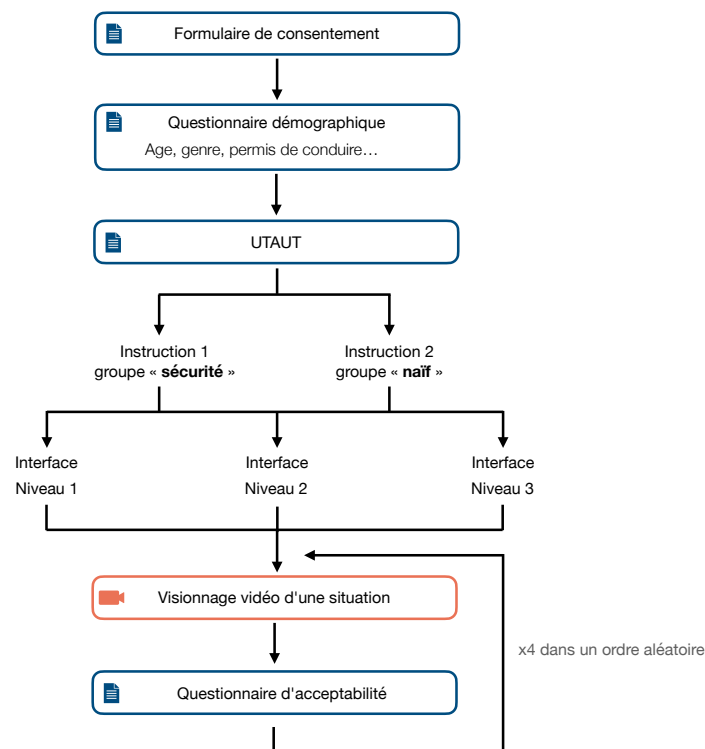 Formulaire de consentement
Questionnaire démographique
Age, genre, permis de conduire…
UTAUT
Instruction 1
groupe « sécurité »
Instruction 2
groupe « naïf »
Interface
Niveau 1
Interface
Niveau 2
Interface
Niveau 3
Visionnage vidéo d'une situation
x4 dans un ordre aléatoire
Questionnaire d'acceptabilité